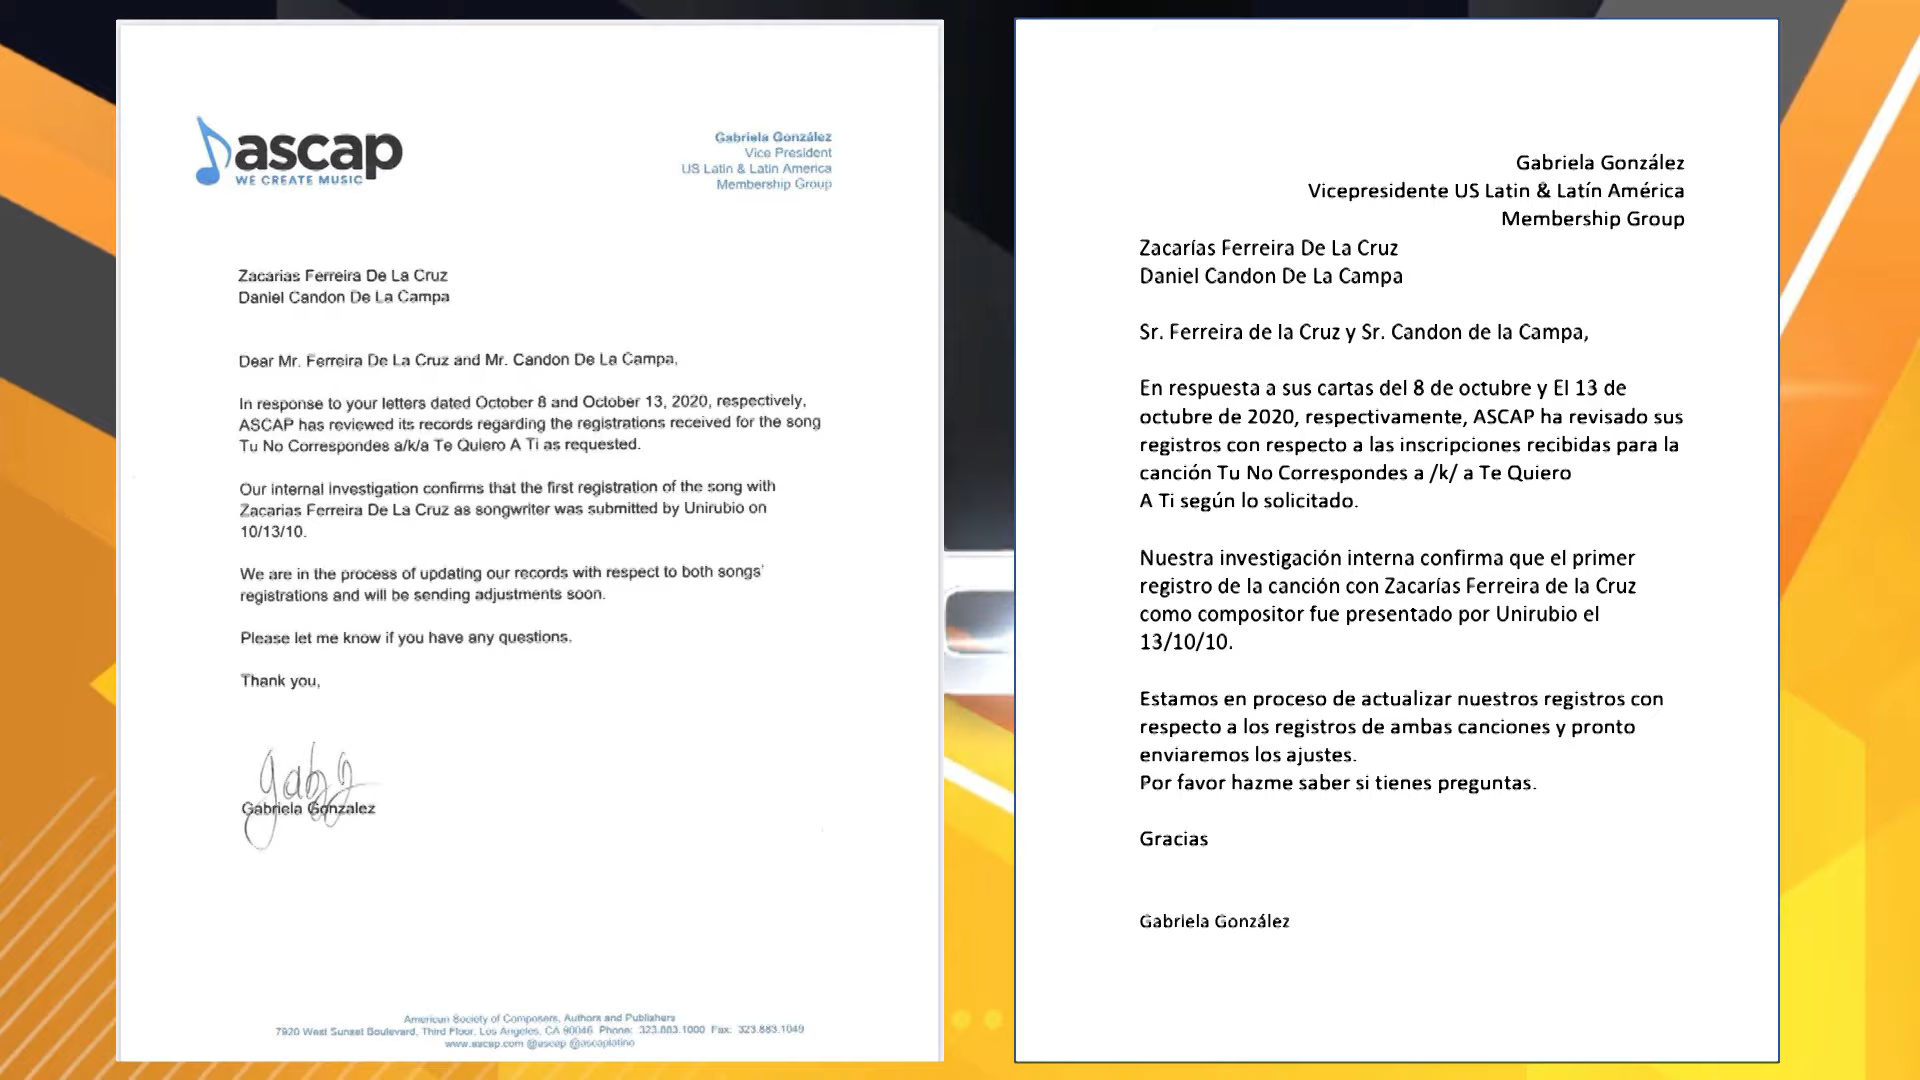 ascap
WE CREATE MUSIC
Gabriela González
Vice President
US Latin & Latin America
Membership Group
Zacarias Ferreira De La Cruz
Daniel Candon De La Campa
Dear Mr. Ferreira De La Cruz and Mr. Candon De La Campa,
In response to your letters dated October 8 and October 13, 2020, respectively,
ASCAP has reviewed its records regarding the registrations received for the song
Tu No Correspondes a/k/a Te Quiero A Ti as requested.
Our internal investigation confirms that the first registration of the song with
Zacarias Ferreira De La Cruz as songwriter was submitted by Unirubio on
10/13/10.
We are in the process of updating our records with respect to both songs'
registrations and will be sending adjustments soon.
Please let me know if you have any questions.
Thank you,
Gabriela Gonzalez
American Society of Composers, Authors and Publishers
7920 West Sunset Boulevard, Third Floor, Los Angeles, CA 90046 Phone: 323.883.1000 Fax: 323.883.1049
www.ascap.com @ascap @ascaplatino
Gabriela González
Vicepresidente US Latin & Latín América
Membership Group
Zacarías Ferreira De La Cruz
Daniel Candon De La Campa
Sr. Ferreira de la Cruz y Sr. Candon de la Campa,
En respuesta a sus cartas del 8 de octubre y El 13 de
octubre de 2020, respectivamente, ASCAP ha revisado sus
registros con respecto a las inscripciones recibidas para la
canción Tu No Correspondes a /k/ a Te Quiero
A Ti según lo solicitado.
Nuestra investigación interna confirma que el primer
registro de la canción con Zacarías Ferreira de la Cruz
como compositor fue presentado por Unirubio el
13/10/10.
Estamos en proceso de actualizar nuestros registros con
respecto a los registros de ambas canciones y pronto
enviaremos los ajustes.
Por favor hazme saber si tienes preguntas.
Gracias
Gabriela González